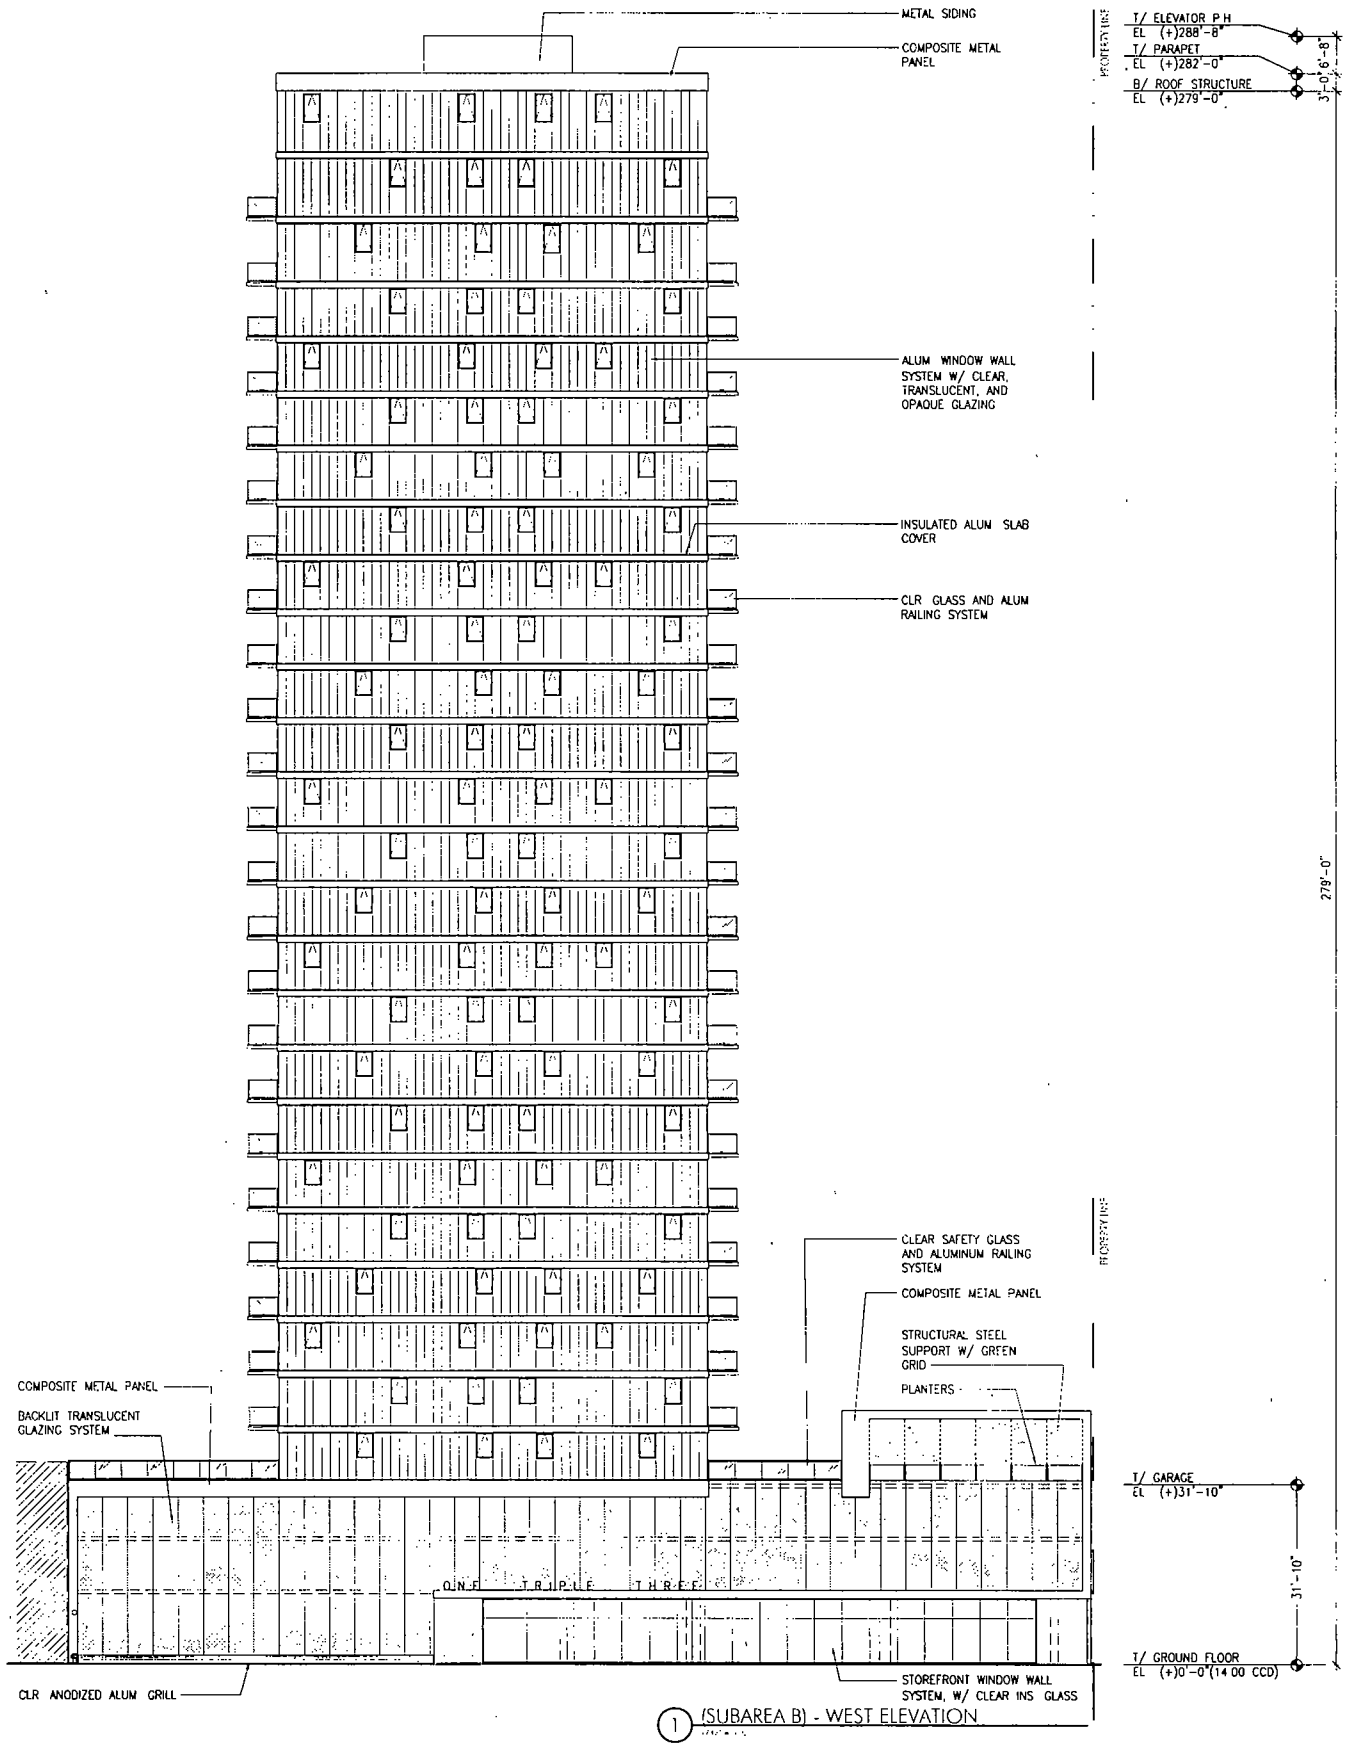 METAL SIDING
COMPOSITE METAL
PANEL
PROPERTY LINE
T/ ELEVATOR P H
EL (+)288'-8"
T/ PARAPET
EL (+)282'-0"
B/ ROOF STRUCTURE
EL (+)279'-0"
6'-8"
3'-0"
ALUM WINDOW WALL
SYSTEM W/ CLEAR,
TRANSLUCENT, AND
OPAQUE GLAZING
INSULATED ALUM SLAB
COVER
CLR GLASS AND ALUM
RAILING SYSTEM
279'-0"
CLEAR SAFETY GLASS
AND ALUMINUM RAILING
SYSTEM
PROPERTY LINE
COMPOSITE METAL PANEL
STRUCTURAL STEEL
SUPPORT W/ GREEN
GRID
PLANTERS
COMPOSITE METAL PANEL
BACKLIT TRANSLUCENT
GLAZING SYSTEM
T/ GARAGE
EL (+)31'-10"
31'-10"
ONE TRIPLE THREE
T/ GROUND FLOOR
EL (+)0'-0"(14 00 CCD)
CLR ANODIZED ALUM GRILL
STOREFRONT WINDOW WALL
SYSTEM, W/ CLEAR INS GLASS
1 (SUBAREA B) - WEST ELEVATION